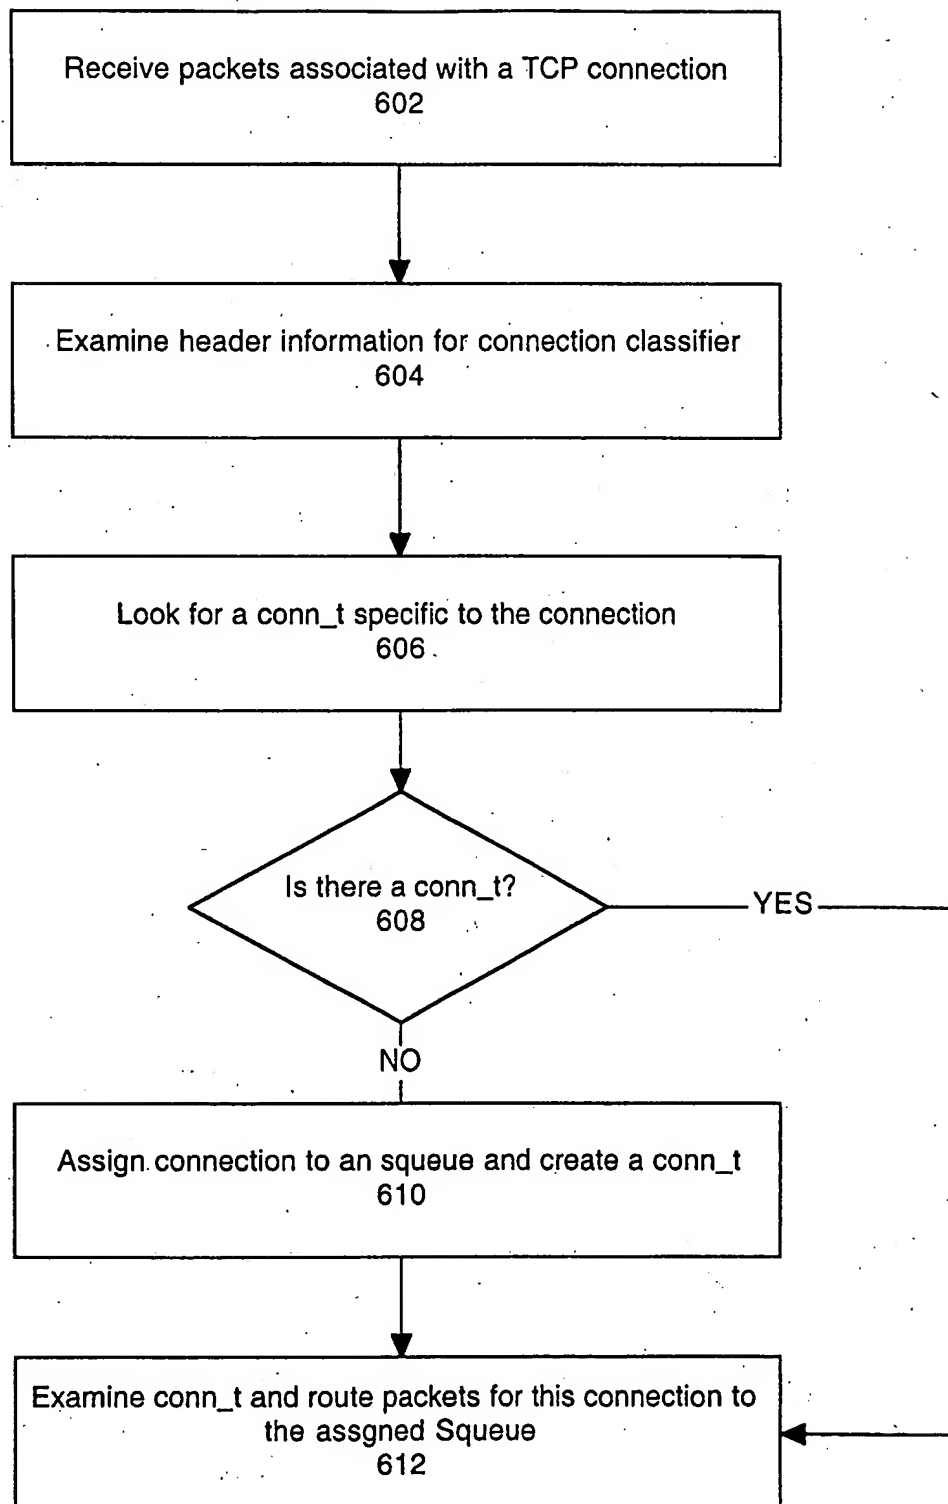 Receive packets associated with a TCP connection
602
Examine header information for connection classifier
604
Look for a conn_t specific to the connection
606
Is there a conn_t?
608
YES
NO
Assign connection to an squeue and create a conn_t
610
Examine conn_t and route packets for this connection to
the assgned Squeue
612